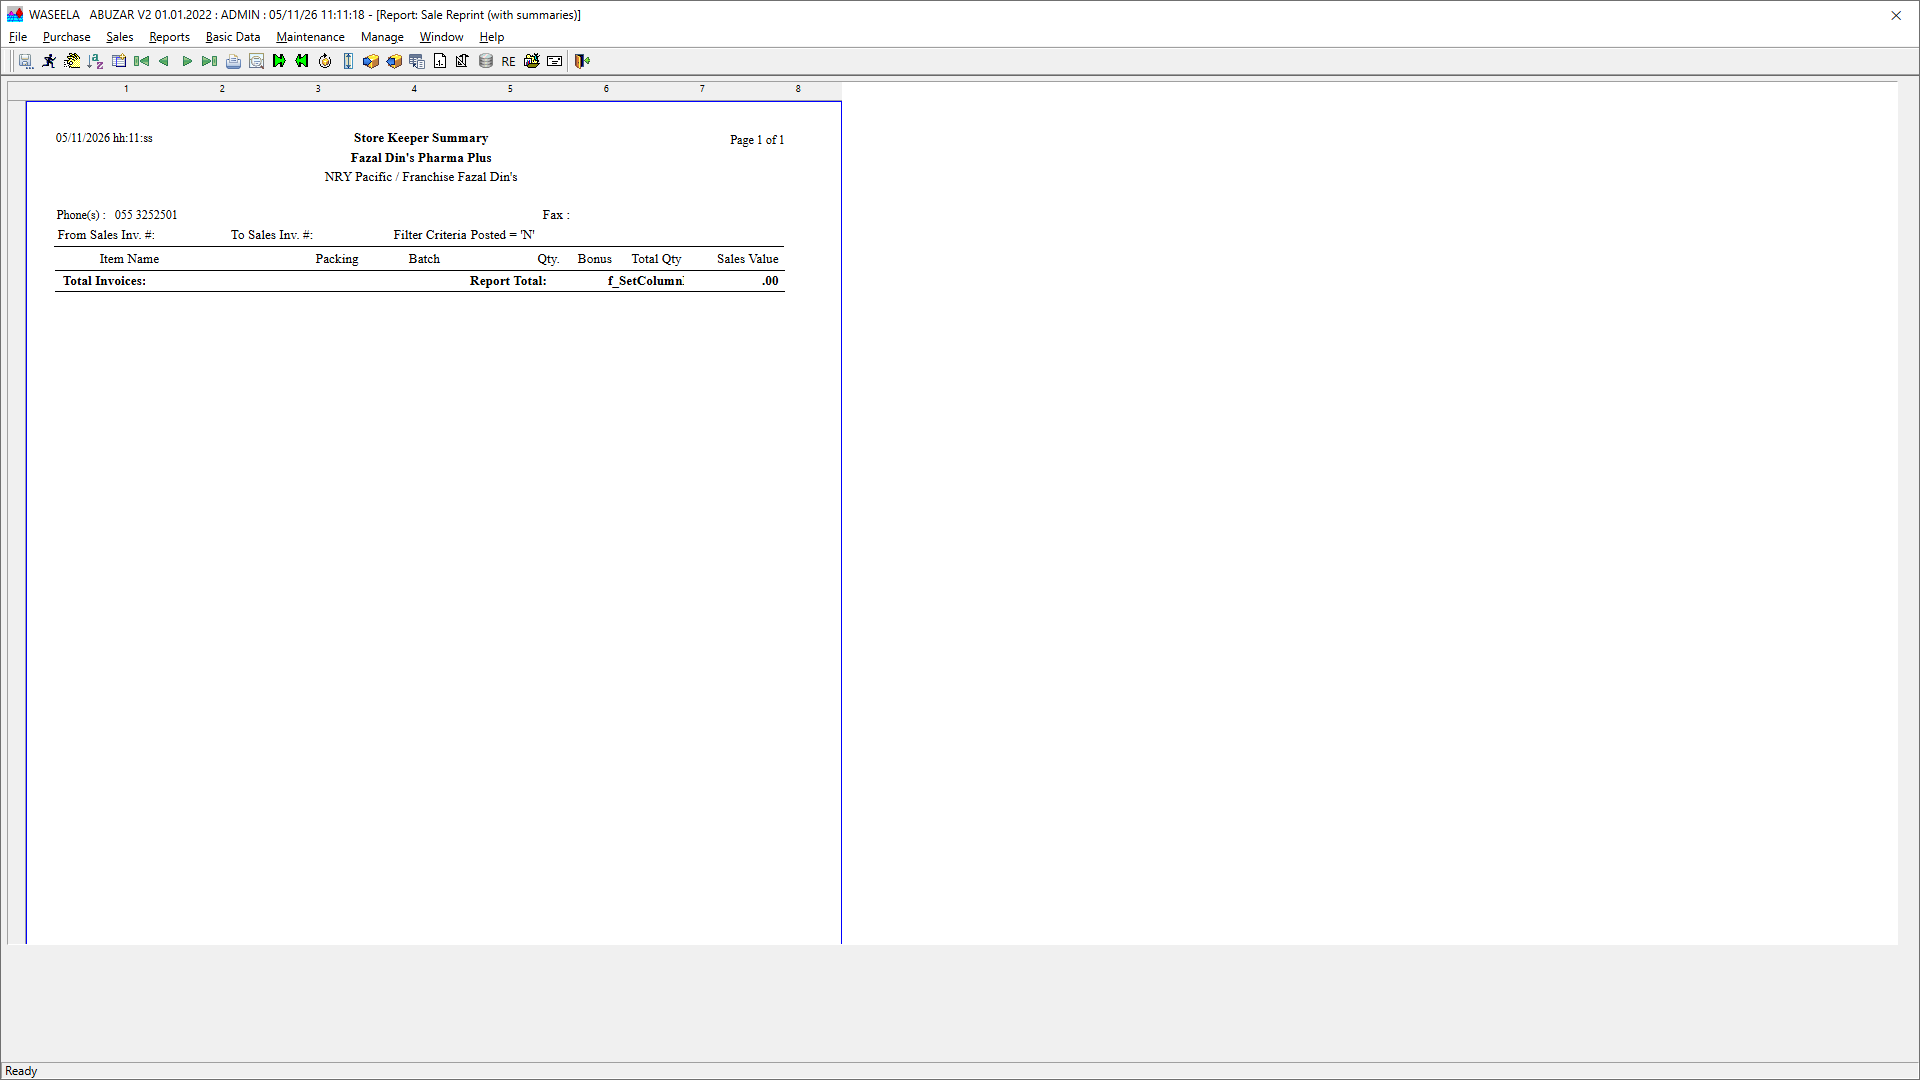 WASEELA   ABUZAR V2 01.01.2022 : ADMIN : 05/11/26 11:11:18 - [Report: Sale Reprint (with summaries)]
File Purchase Sales Reports Basic Data Maintenance Manage Window Help
RE
1 2 3 4 5 6 7 8
05/11/2026 hh:11:ss Store Keeper Summary Page 1 of 1
Fazal Din's Pharma Plus
NRY Pacific / Franchise Fazal Din's
Phone(s) : 055 3252501 Fax :
From Sales Inv. #: To Sales Inv. #: Filter Criteria Posted = 'N'
Item Name Packing Batch Qty. Bonus Total Qty Sales Value
Total Invoices: Report Total: f_SetColumn .00
Ready